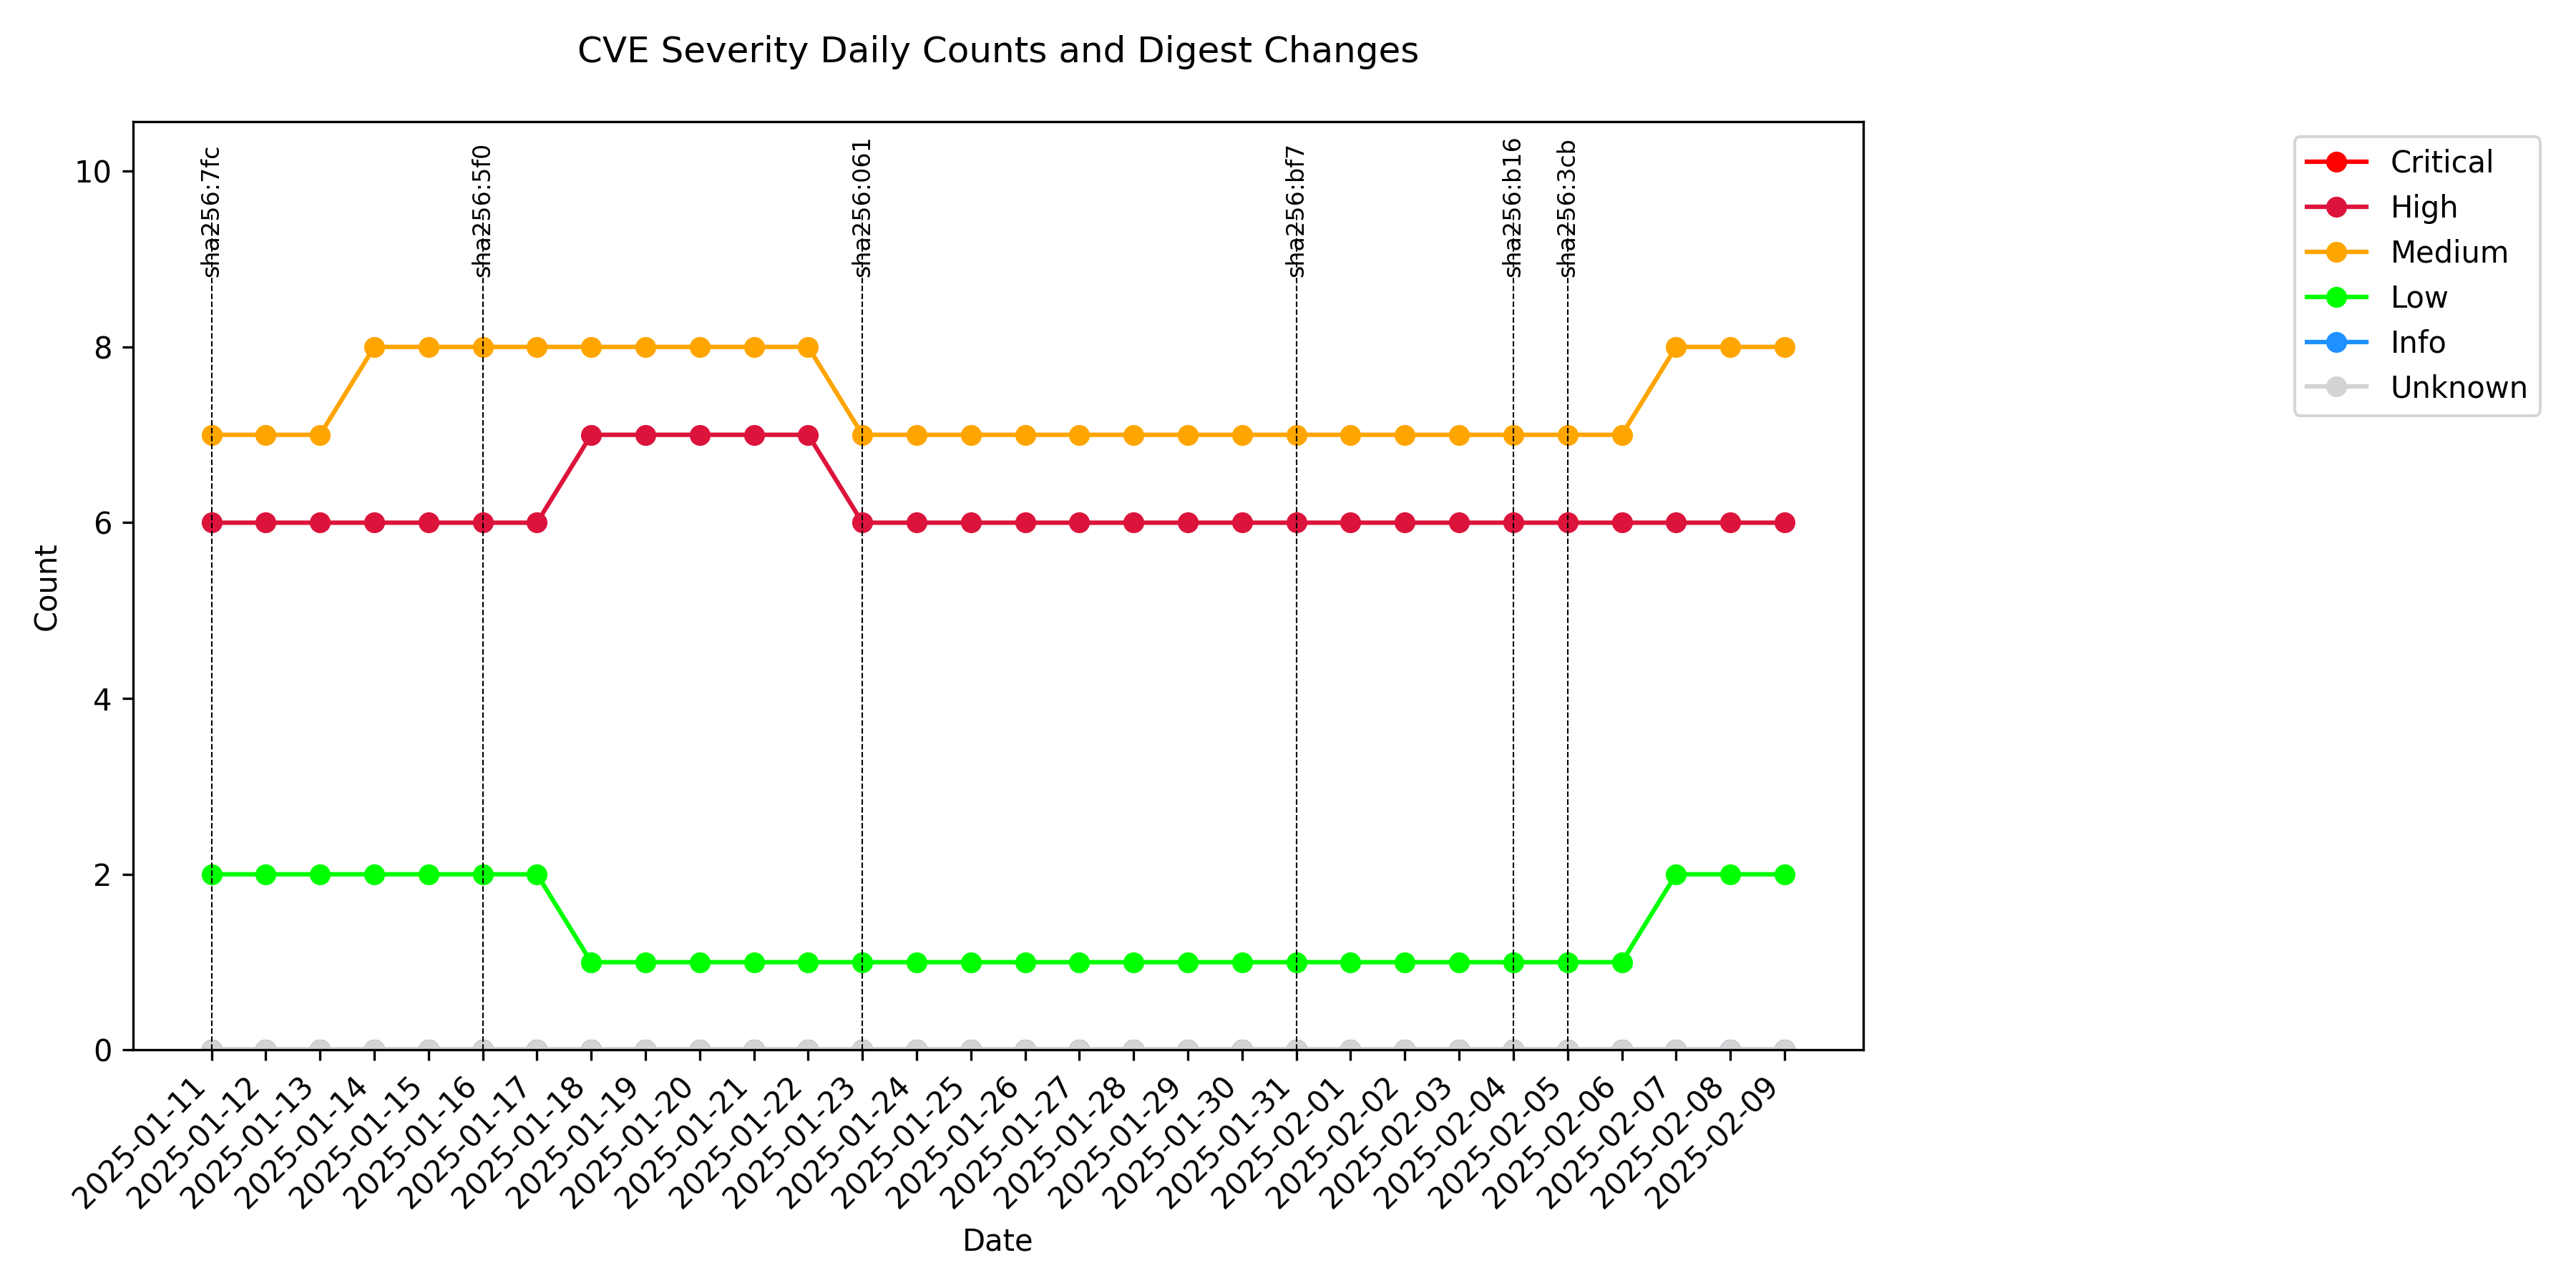 CVE Severity Daily Counts and Digest Changes
sha256:7fc
sha256:5f0
sha256:061
sha256:bf7
sha256:b16
sha256:3cb
Critical
High
Medium
Low
Info
Unknown
Count
10
8
6
4
2
0
2025-01-11
2025-01-12
2025-01-13
2025-01-14
2025-01-15
2025-01-16
2025-01-17
2025-01-18
2025-01-19
2025-01-20
2025-01-21
2025-01-22
2025-01-23
2025-01-24
2025-01-25
2025-01-26
2025-01-27
2025-01-28
2025-01-29
2025-01-30
2025-01-31
2025-02-01
2025-02-02
2025-02-03
2025-02-04
2025-02-05
2025-02-06
2025-02-07
2025-02-08
2025-02-09
Date